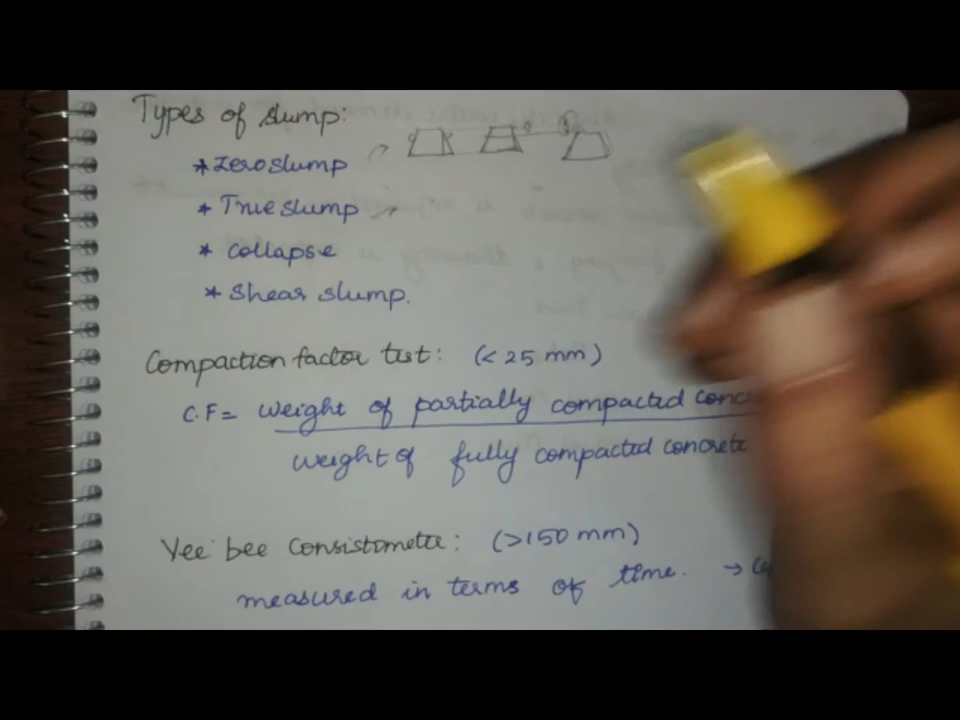 Types of slump:
* Zero slump
* True slump
* collapse
* Shear slump.
Compaction factor test: (< 25 mm)
C.F = weight of partially compacted
weight of fully compacted concrete
Vee bee Consistometer: (>150 mm)
measured in terms of time. →